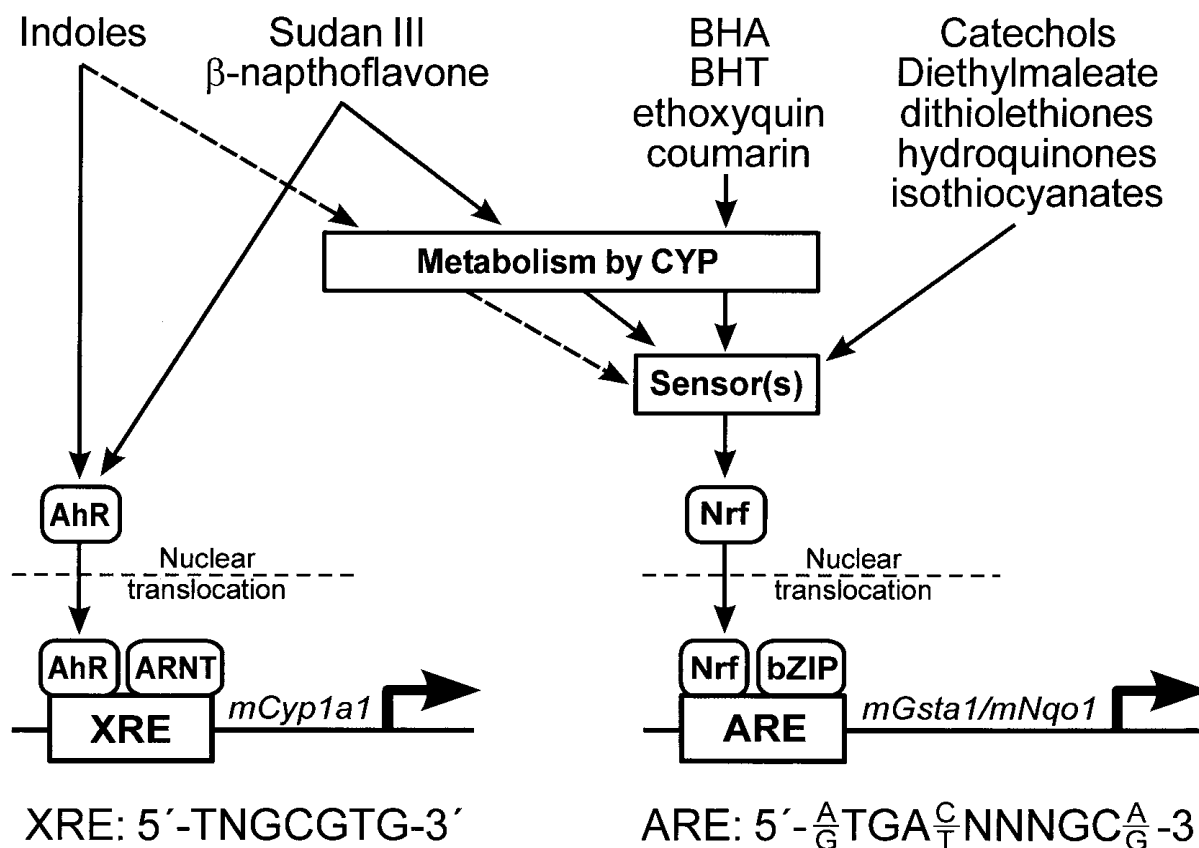 Indoles
Sudan III
β-napthoflavone
BHA
BHT
ethoxyquin
coumarin
Catechols
Diethylmaleate
dithiolethiones
hydroquinones
isothiocyanates
Metabolism by CYP
Sensor(s)
AhR
Nrf
Nuclear
translocation
Nuclear
translocation
AhR
ARNT
XRE
mCyp1a1
Nrf
bZIP
ARE
mGsta1/mNqo1
XRE: 5´-TNGCGTG-3´
ARE: 5´-A/GTGAC/TNNNGCA/G-3